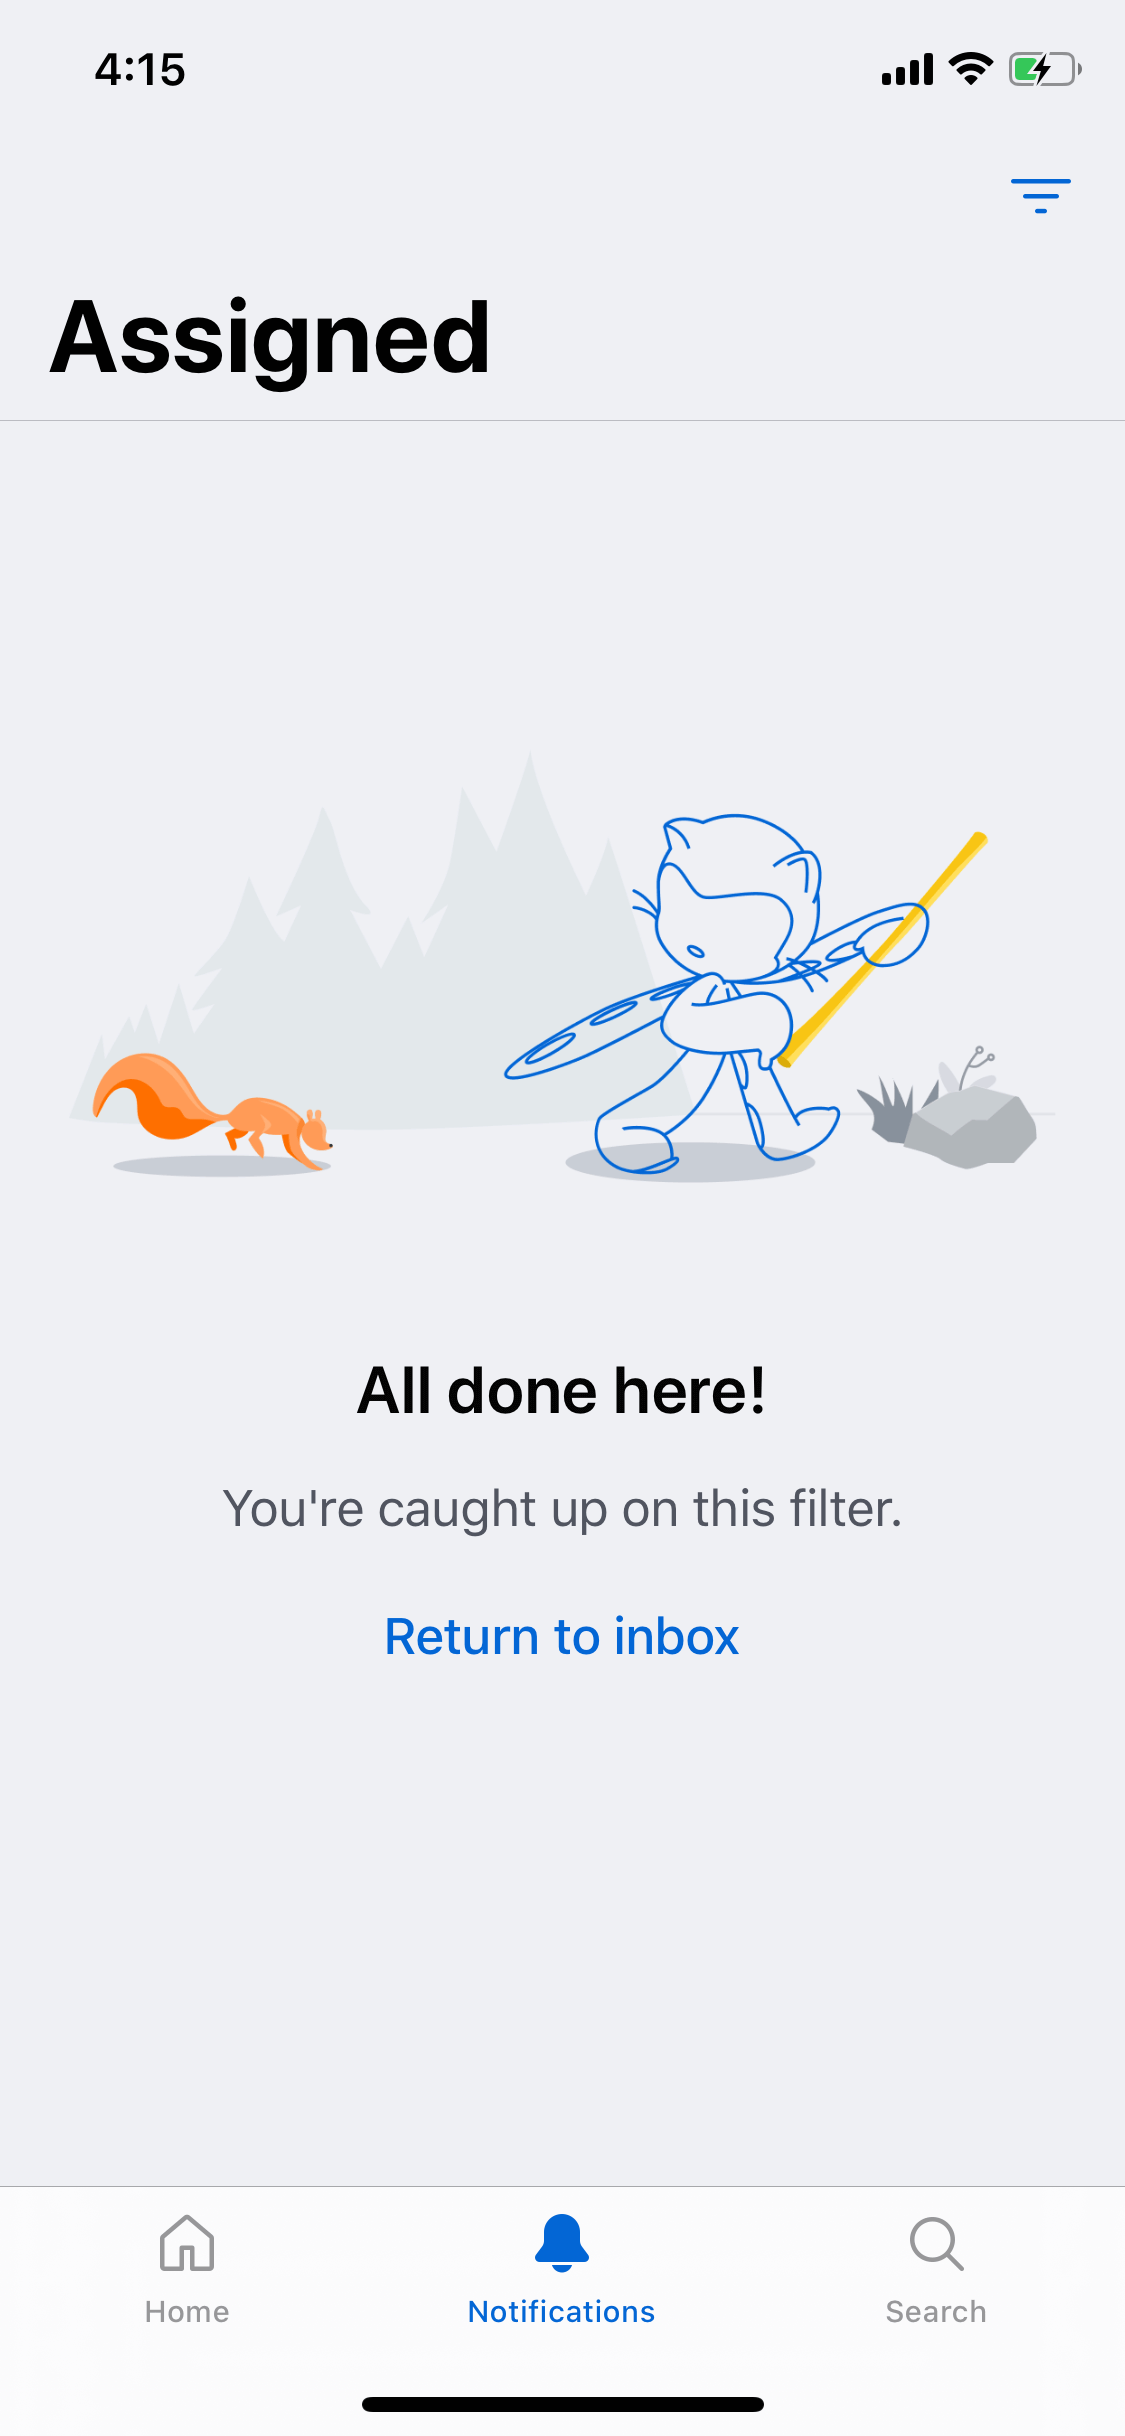 4:15
Assigned
All done here!
You're caught up on this filter.
Return to inbox
Home
Notifications
Search